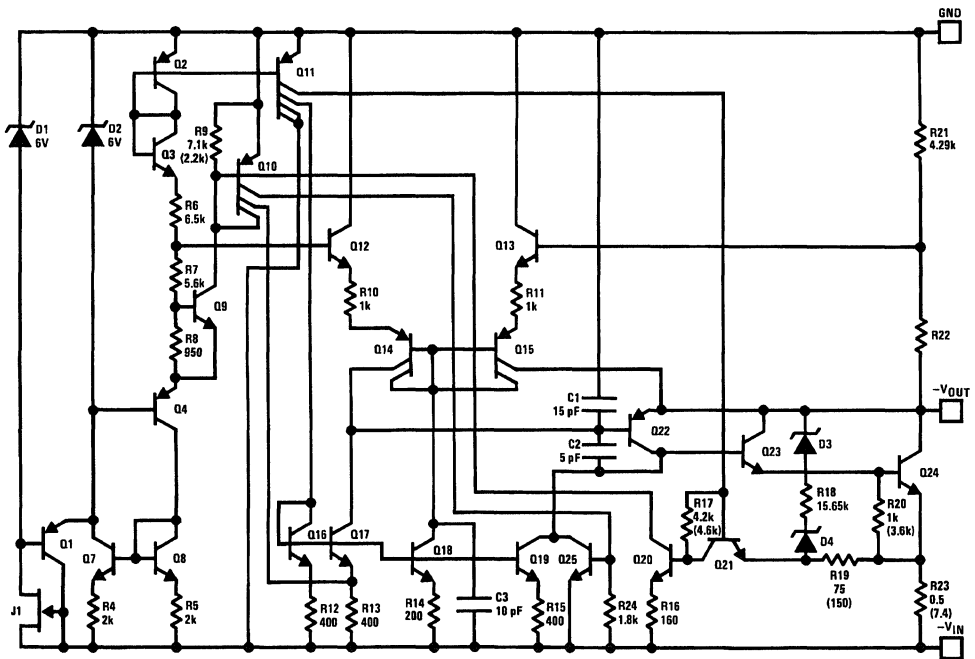 GND
Q2
Q11
D1
6V
D2
6V
R9
7.1k
(2.2k)
Q10
R21
4.29k
Q3
R6
6.5k
Q12
Q13
R7
5.6k
Q9
R10
1k
R11
1k
R8
950
R22
Q14
Q15
Q4
C1
15 pF
-VOUT
Q22
C2
5 pF
Q23
D3
Q24
R18
15.65k
R20
1k
(3.6k)
R17
4.2k
(4.6k)
Q1
Q7
Q8
Q16
Q17
Q18
Q19
Q25
Q20
Q21
D4
R19
75
(150)
J1
R4
2k
R5
2k
R12
400
R13
400
R14
200
C3
10 pF
R15
400
R24
1.8k
R16
160
R23
0.5
(7.4)
-VIN